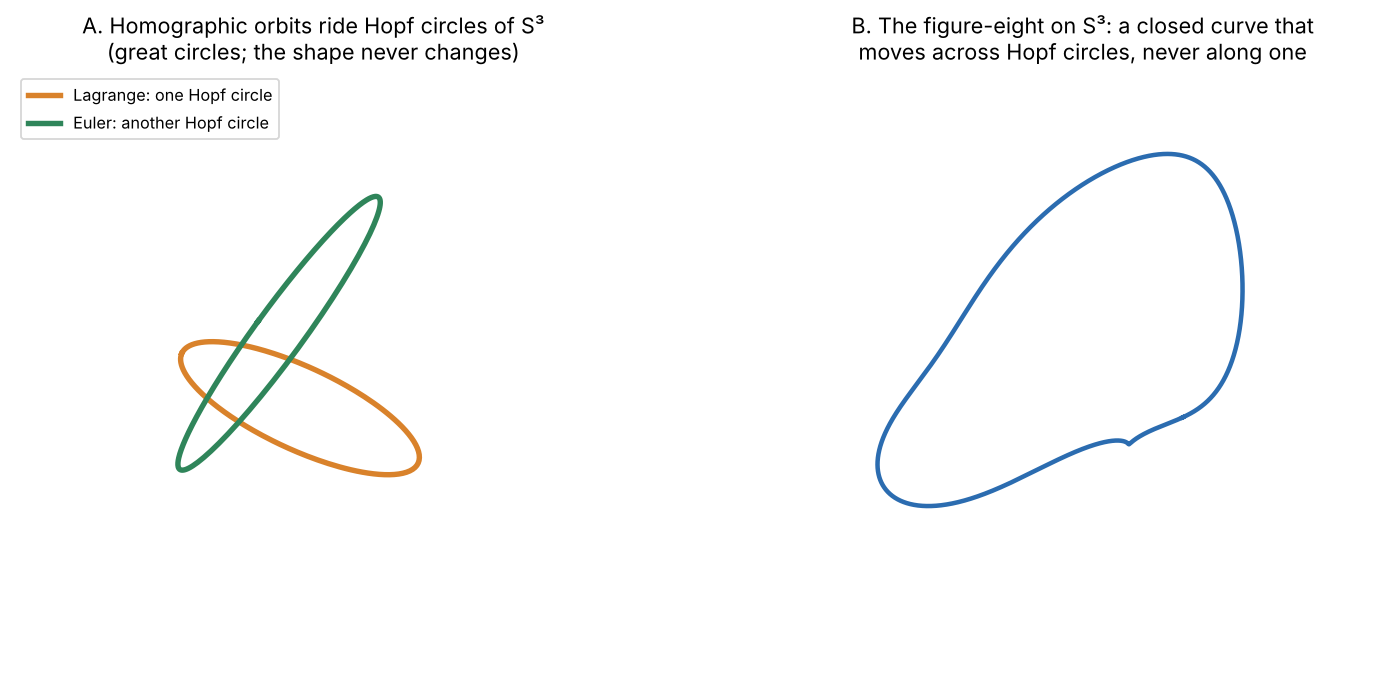 A. Homographic orbits ride Hopf circles of S³
(great circles; the shape never changes)
Lagrange: one Hopf circle
Euler: another Hopf circle
B. The figure-eight on S³: a closed curve that
moves across Hopf circles, never along one